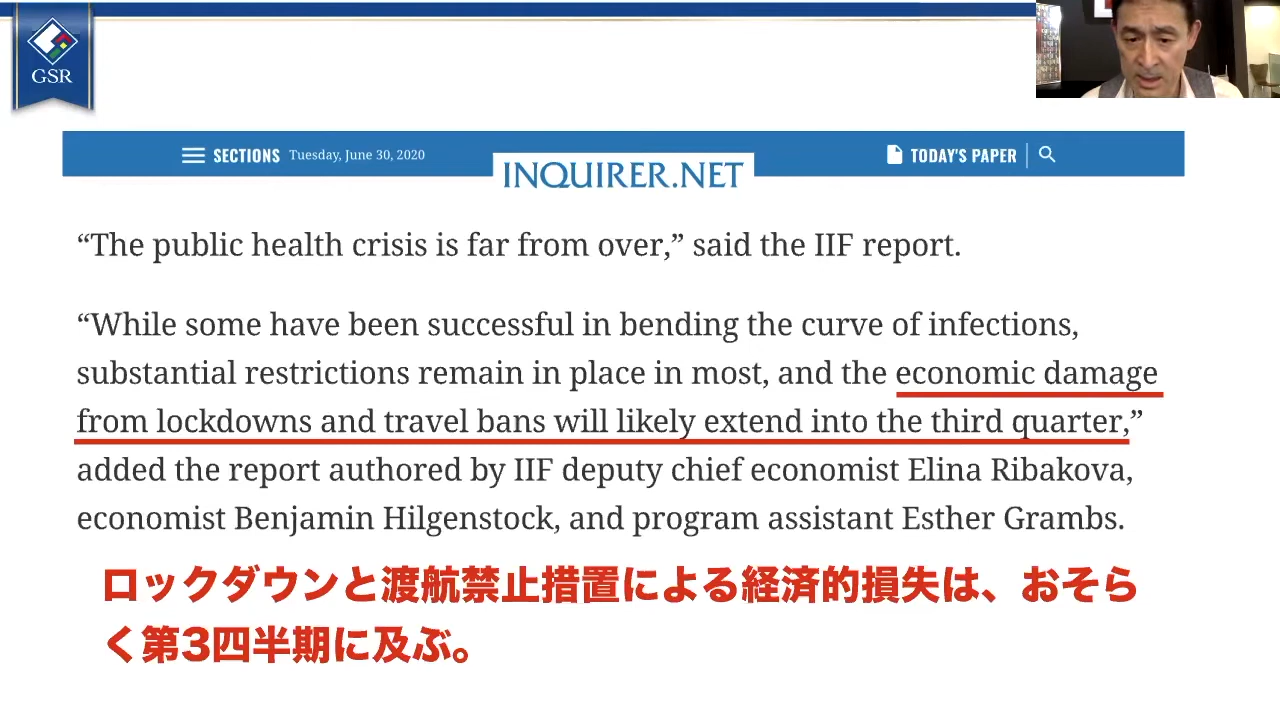 GSR
SECTIONS Tuesday, June 30, 2020
INQUIRER.NET
TODAY'S PAPER
“The public health crisis is far from over,” said the IIF report.
“While some have been successful in bending the curve of infections,
substantial restrictions remain in place in most, and the economic damage
from lockdowns and travel bans will likely extend into the third quarter,”
added the report authored by IIF deputy chief economist Elina Ribakova,
economist Benjamin Hilgenstock, and program assistant Esther Grambs.
ロックダウンと渡航禁止措置による経済的損失は、おそら
く第3四半期に及ぶ。